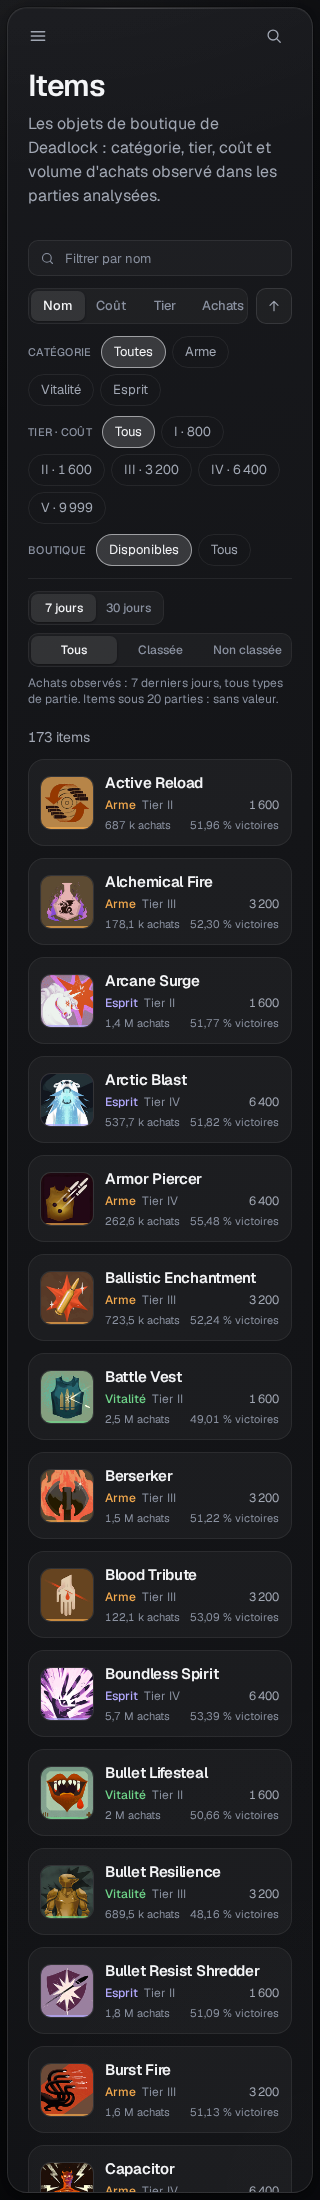 Items
Les objets de boutique de
Deadlock : catégorie, tier, coût et
volume d'achats observé dans les
parties analysées.
Filtrer par nom
Nom Coût Tier Achats ↑
CATÉGORIE Toutes Arme
Vitalité Esprit
TIER · COÛT Tous I · 800
II · 1 600 III · 3 200 IV · 6 400
V · 9 999
BOUTIQUE Disponibles Tous
7 jours 30 jours
Tous Classée Non classée
Achats observés : 7 derniers jours, tous types
de partie. Items sous 20 parties : sans valeur.
173 items
Active Reload
Arme Tier II 1 600
687 k achats 51,96 % victoires
Alchemical Fire
Arme Tier III 3 200
178,1 k achats 52,30 % victoires
Arcane Surge
Esprit Tier II 1 600
1,4 M achats 51,77 % victoires
Arctic Blast
Esprit Tier IV 6 400
537,7 k achats 51,82 % victoires
Armor Piercer
Arme Tier IV 6 400
262,6 k achats 55,48 % victoires
Ballistic Enchantment
Arme Tier III 3 200
723,5 k achats 52,24 % victoires
Battle Vest
Vitalité Tier II 1 600
2,5 M achats 49,01 % victoires
Berserker
Arme Tier III 3 200
1,5 M achats 51,22 % victoires
Blood Tribute
Arme Tier III 3 200
122,1 k achats 53,09 % victoires
Boundless Spirit
Esprit Tier IV 6 400
5,7 M achats 53,39 % victoires
Bullet Lifesteal
Vitalité Tier II 1 600
2 M achats 50,66 % victoires
Bullet Resilience
Vitalité Tier III 3 200
689,5 k achats 48,16 % victoires
Bullet Resist Shredder
Esprit Tier II 1 600
1,8 M achats 51,09 % victoires
Burst Fire
Arme Tier III 3 200
1,6 M achats 51,13 % victoires
Capacitor
Arme Tier IV 6 400